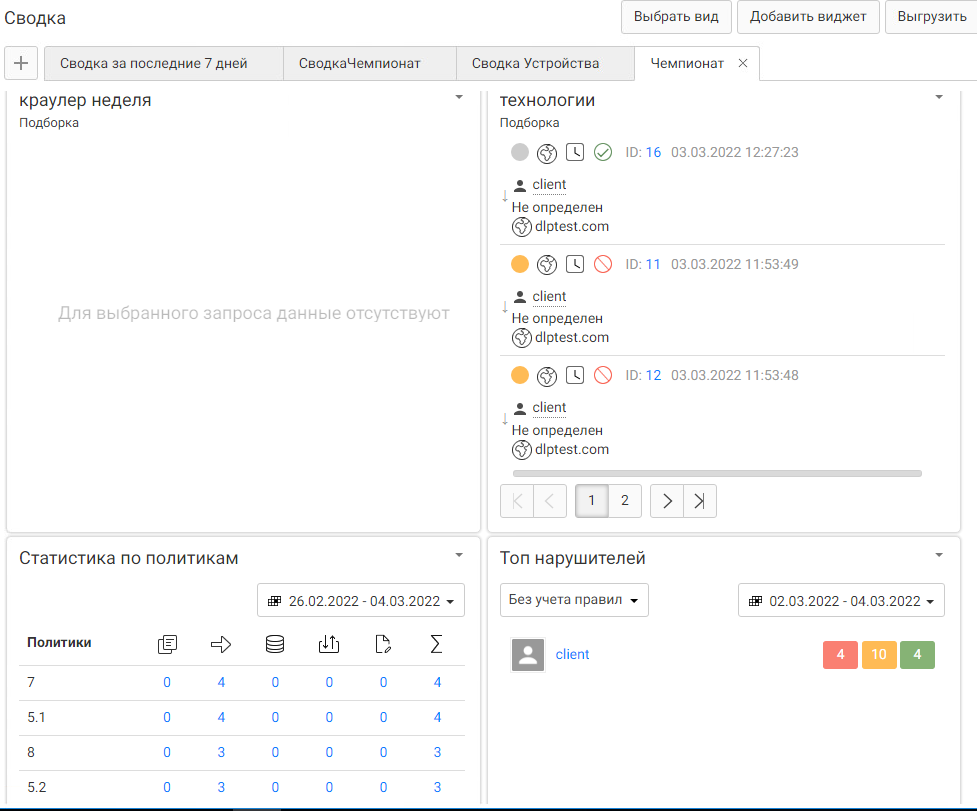 Сводка
Выбрать вид
Добавить виджет
Выгрузить
Сводка за последние 7 дней
СводкаЧемпионат
Сводка Устройства
Чемпионат
краулер неделя
Подборка
Для выбранного запроса данные отсутствуют
технологии
Подборка
ID: 16 03.03.2022 12:27:23
client
Не определен
dlptest.com
ID: 11 03.03.2022 11:53:49
client
Не определен
dlptest.com
ID: 12 03.03.2022 11:53:48
client
Не определен
dlptest.com
1 2
Статистика по политикам
26.02.2022 - 04.03.2022
Политики
7 0 4 0 0 0 4
5.1 0 4 0 0 0 4
8 0 3 0 0 0 3
5.2 0 3 0 0 0 3
Топ нарушителей
Без учета правил
02.03.2022 - 04.03.2022
client 4 10 4